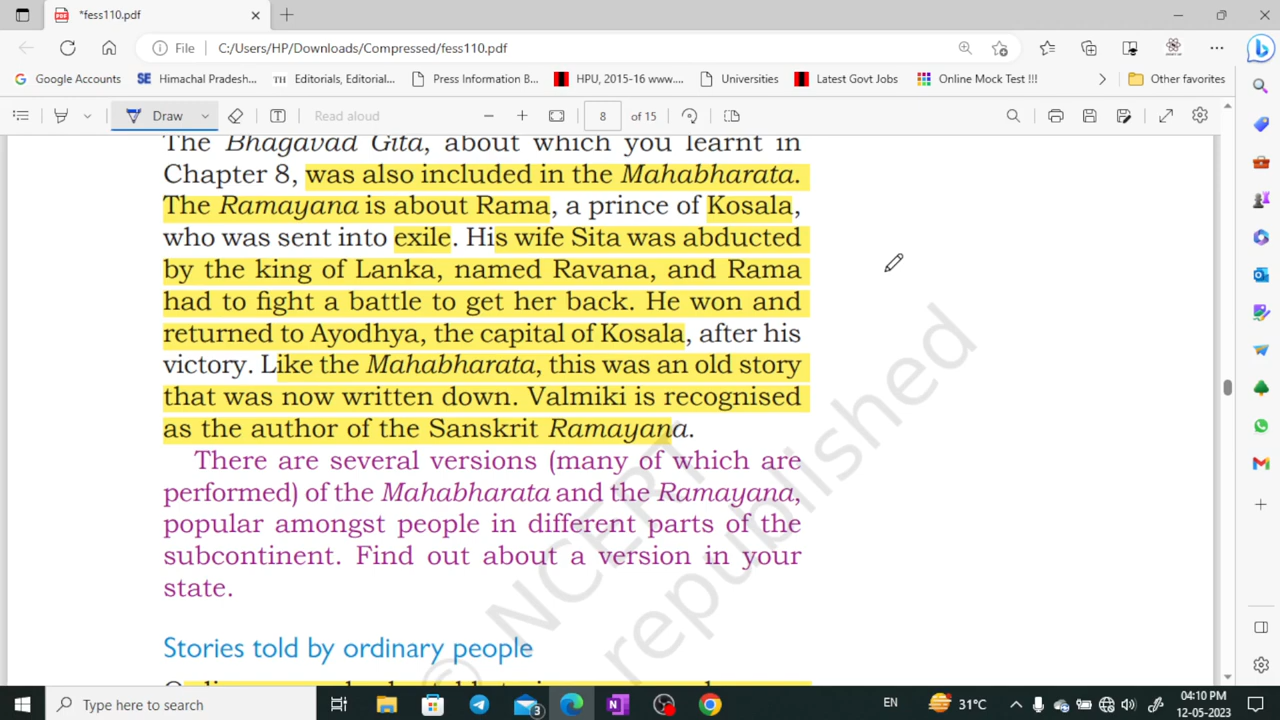 *fess110.pdf
File
C:/Users/HP/Downloads/Compressed/fess110.pdf
Google Accounts
SE Himachal Pradesh...
TH Editorials, Editorial...
Press Information B...
HPU, 2015-16 www....
Universities
Latest Govt Jobs
Online Mock Test !!!
Other favorites
Draw
Read aloud
8 of 15
The Bhagavad Gita, about which you learnt in
Chapter 8, was also included in the Mahabharata.
The Ramayana is about Rama, a prince of Kosala,
who was sent into exile. His wife Sita was abducted
by the king of Lanka, named Ravana, and Rama
had to fight a battle to get her back. He won and
returned to Ayodhya, the capital of Kosala, after his
victory. Like the Mahabharata, this was an old story
that was now written down. Valmiki is recognised
as the author of the Sanskrit Ramayana.
There are several versions (many of which are
performed) of the Mahabharata and the Ramayana,
popular amongst people in different parts of the
subcontinent. Find out about a version in your
state.
© NCERT
republished
Stories told by ordinary people
Type here to search
3
EN
31°C
04:10 PM
12-05-2023